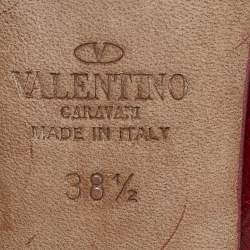 VALENTINO
GARAVANI
MADE IN ITALY
38½